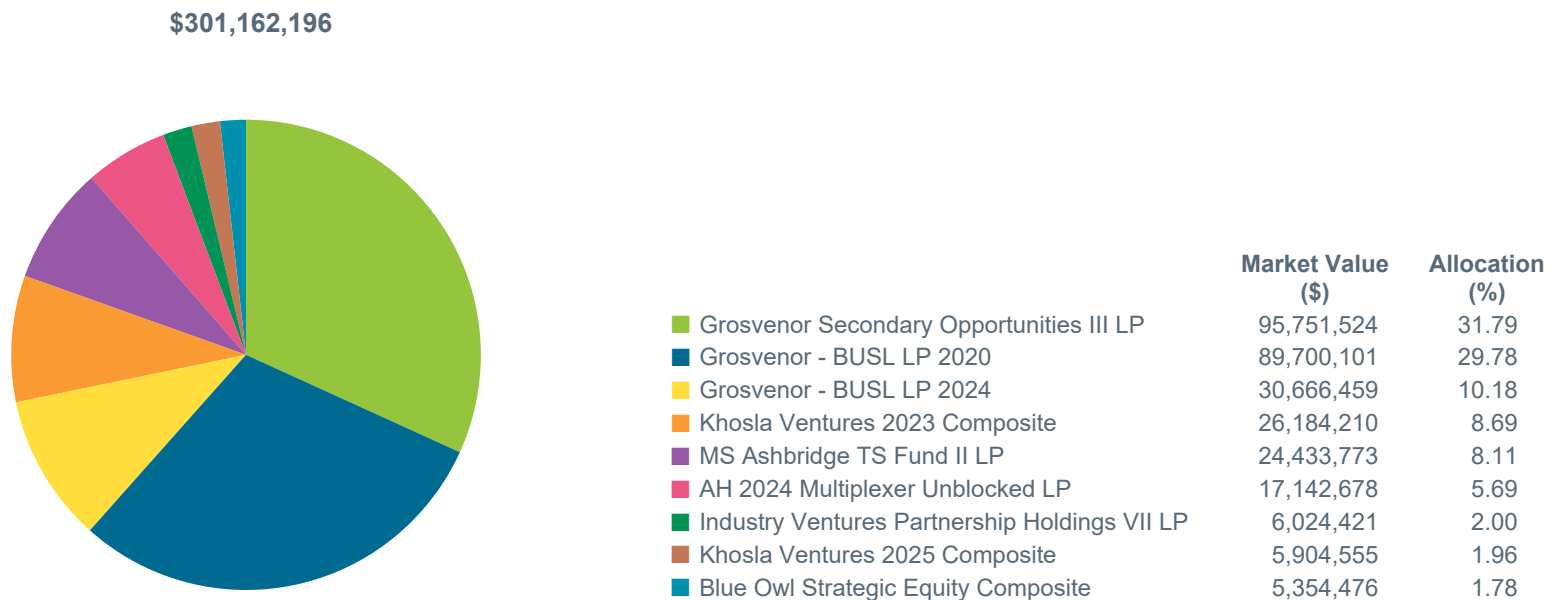 $301,162,196
Market Value Allocation
($) (%)
Grosvenor Secondary Opportunities III LP 95,751,524 31.79
Grosvenor - BUSL LP 2020 89,700,101 29.78
Grosvenor - BUSL LP 2024 30,666,459 10.18
Khosla Ventures 2023 Composite 26,184,210 8.69
MS Ashbridge TS Fund II LP 24,433,773 8.11
AH 2024 Multiplexer Unblocked LP 17,142,678 5.69
Industry Ventures Partnership Holdings VII LP 6,024,421 2.00
Khosla Ventures 2025 Composite 5,904,555 1.96
Blue Owl Strategic Equity Composite 5,354,476 1.78